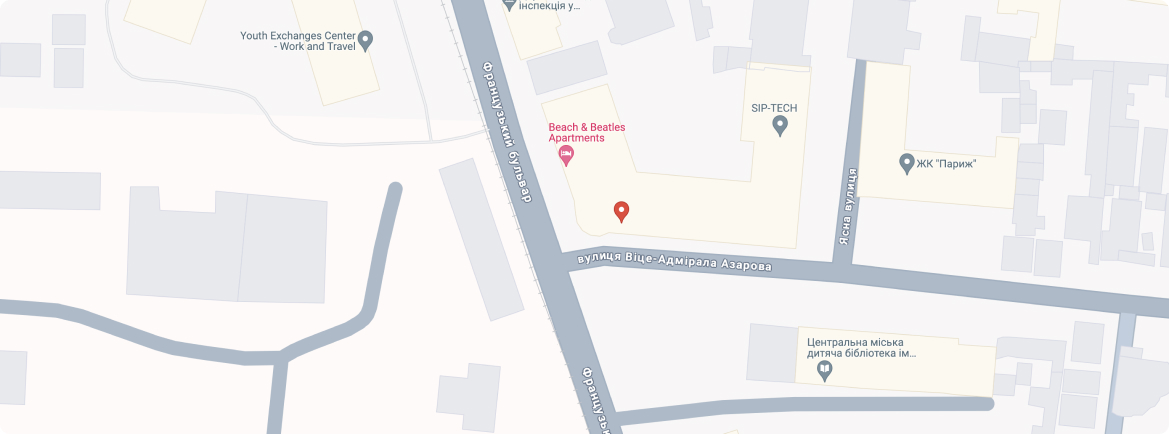 інспекція у...
Youth Exchanges Center
- Work and Travel
Французький бульвар
SIP-TECH
Beach & Beatles
Apartments
ЖК "Париж"
Ясна вулиця
вулиця Віце-Адмірала Азарова
Центральна міська
дитяча бібліотека ім...